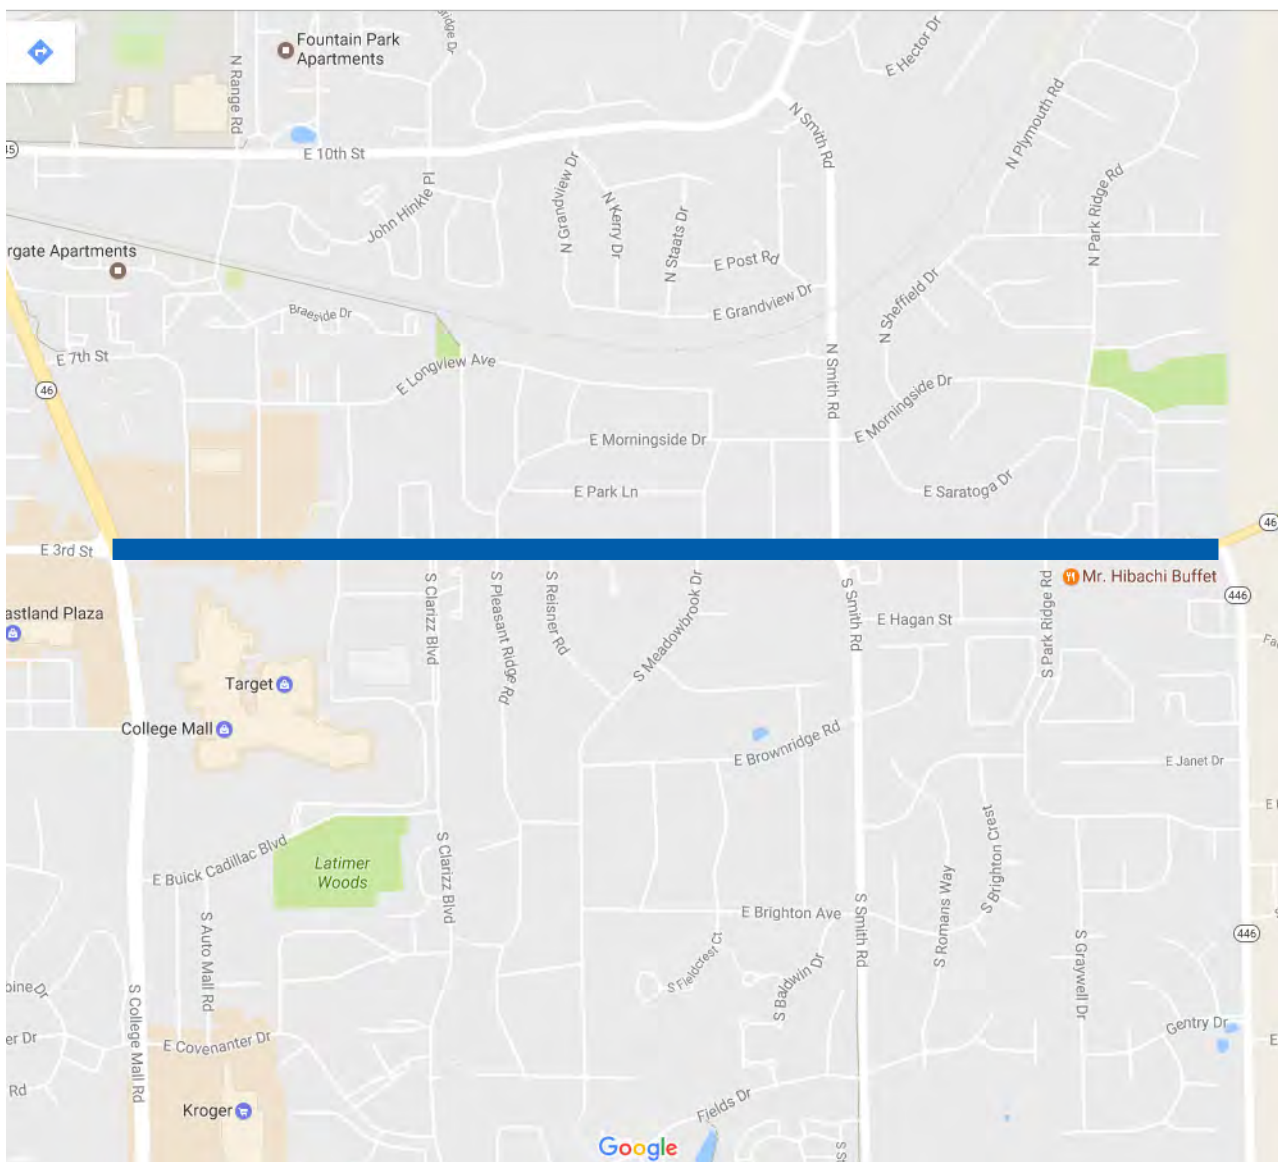 Fountain Park
Apartments
N Range Rd
E Hector Dr
N Smith Rd
E 10th St
N Plymouth Rd
John Hinkle Pl
N Grandview Dr
N Kerry Dr
N Staats Dr
N Park Ridge Rd
rgate Apartments
E Post Rd
E Grandview Dr
N Sheffield Dr
Braeside Dr
E 7th St
E Longview Ave
N Smith Rd
46
E Morningside Dr
E Morningside Dr
E Park Ln
E Saratoga Dr
46
E 3rd St
Mr. Hibachi Buffet
446
astland Plaza
S Clarizz Blvd
S Pleasant Ridge Rd
S Reisner Rd
S Meadowbrook Dr
S Smith Rd
E Hagan St
S Park Ridge Rd
Target
College Mall
E Brownridge Rd
E Janet Dr
E Buick Cadillac Blvd
Latimer
Woods
S Clarizz Blvd
S Brighton Crest
S Auto Mall Rd
E Brighton Ave
S Smith Rd
S Romans Way
446
S Fieldcrest Ct
S Baldwin Dr
S Graywell Dr
S College Mall Rd
Gentry Dr
er Dr
E Covenanter Dr
Rd
Kroger
Fields Dr
Google